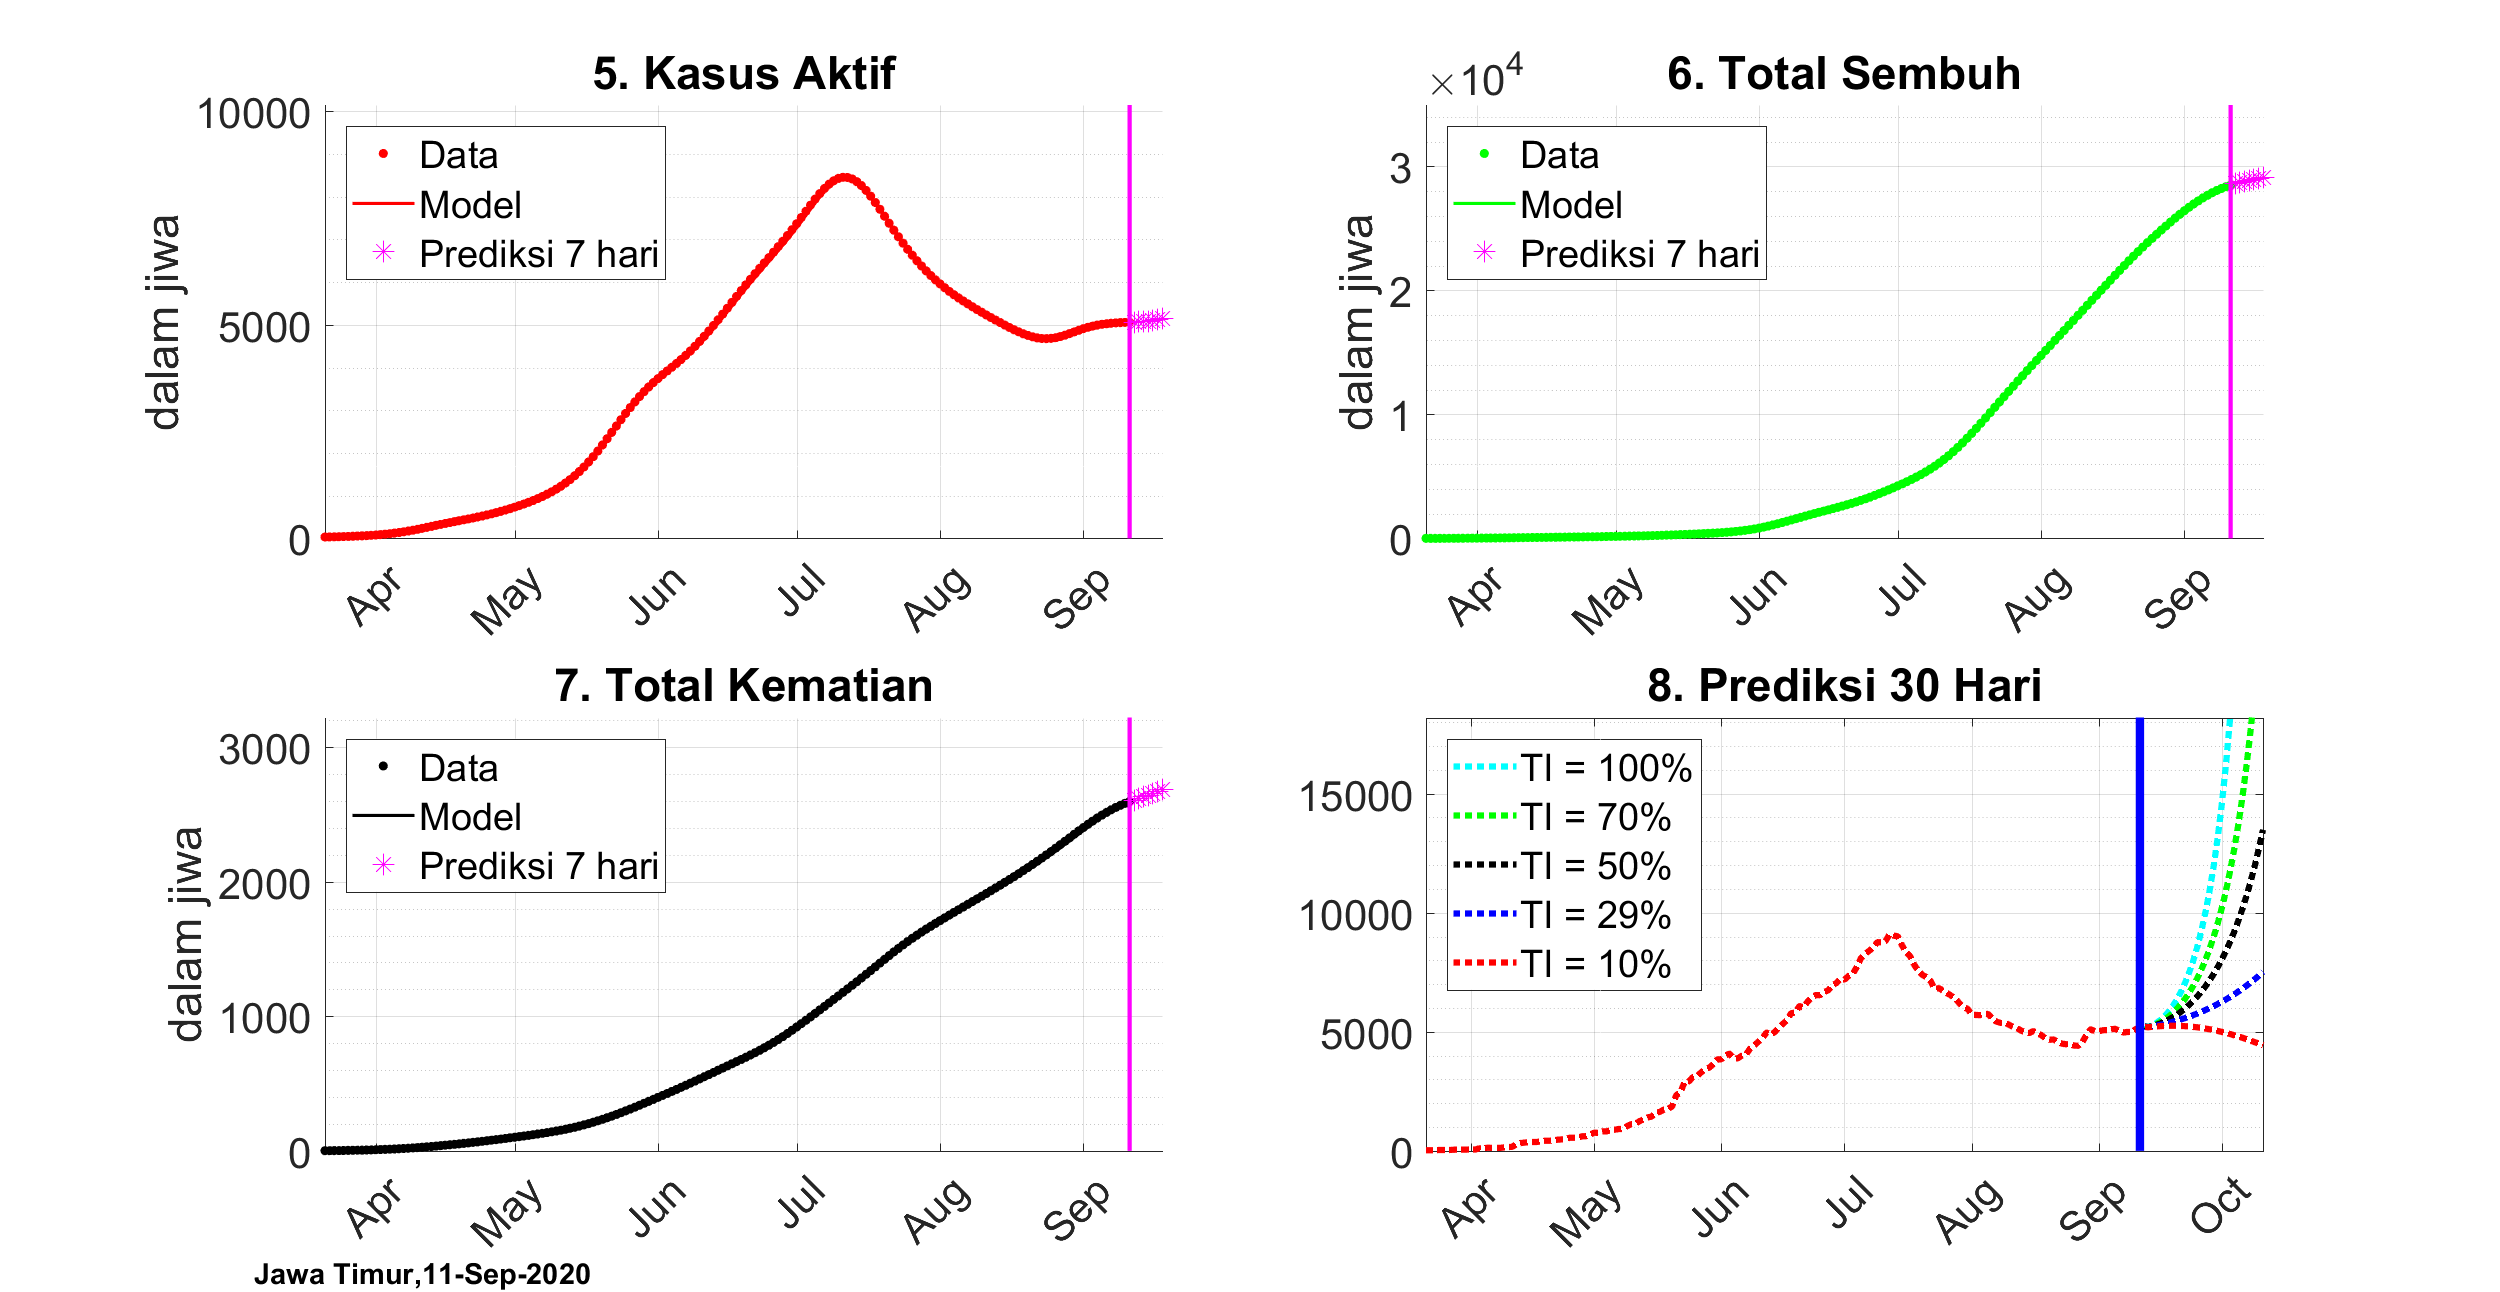 5. Kasus Aktif
10000
5000
0
dalam jiwa
Data
Model
Prediksi 7 hari
Apr
May
Jun
Jul
Aug
Sep
6. Total Sembuh
×10^4
3
2
1
0
dalam jiwa
Data
Model
Prediksi 7 hari
Apr
May
Jun
Jul
Aug
Sep
7. Total Kematian
3000
2000
1000
0
dalam jiwa
Data
Model
Prediksi 7 hari
Apr
May
Jun
Jul
Aug
Sep
8. Prediksi 30 Hari
15000
10000
5000
0
TI = 100%
TI = 70%
TI = 50%
TI = 29%
TI = 10%
Apr
May
Jun
Jul
Aug
Sep
Oct
Jawa Timur,11-Sep-2020